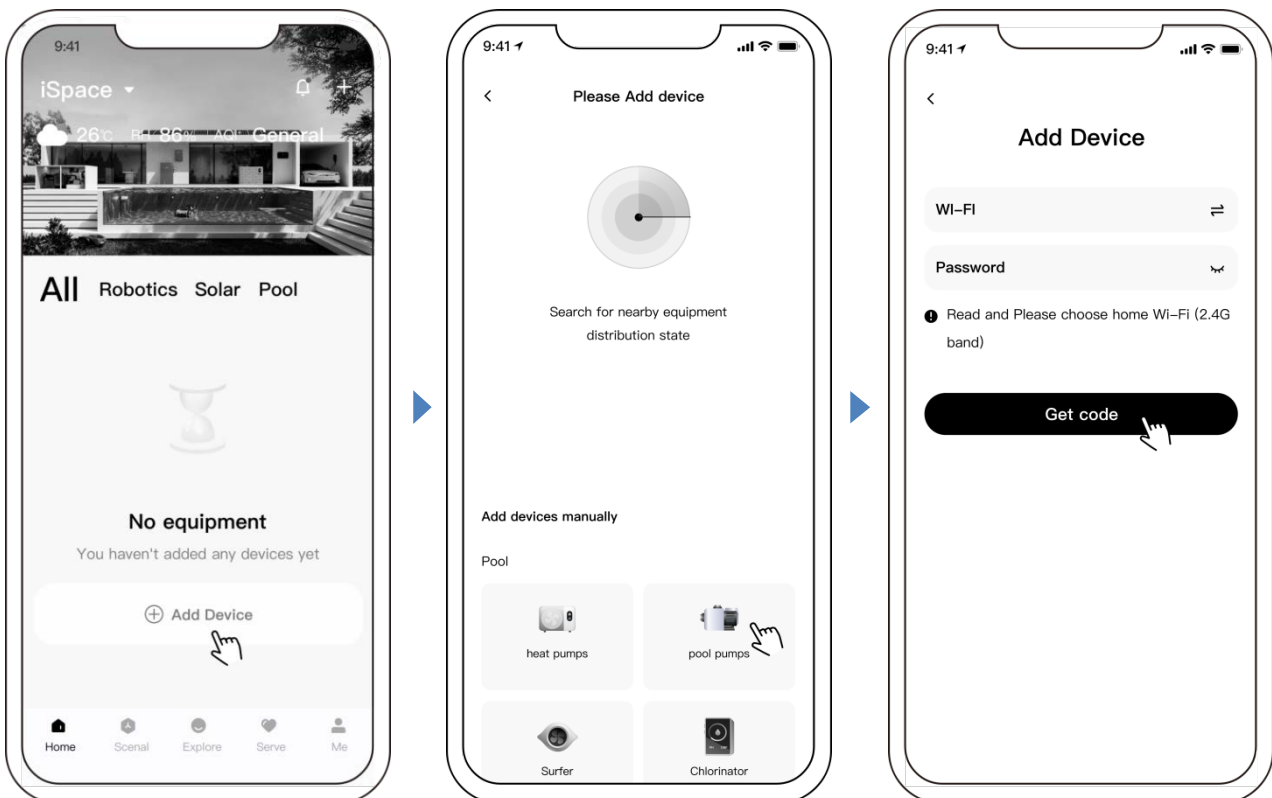 9:41
iSpace
26°C RH 86% AQI General
All Robotics Solar Pool
No equipment
You haven't added any devices yet
Add Device
Home Scenal Explore Serve Me
9:41
Please Add device
Search for nearby equipment
distribution state
Add devices manually
Pool
heat pumps pool pumps
Surfer Chlorinator
9:41
Add Device
WI–FI
Password
Read and Please choose home Wi–Fi (2.4G
band)
Get code